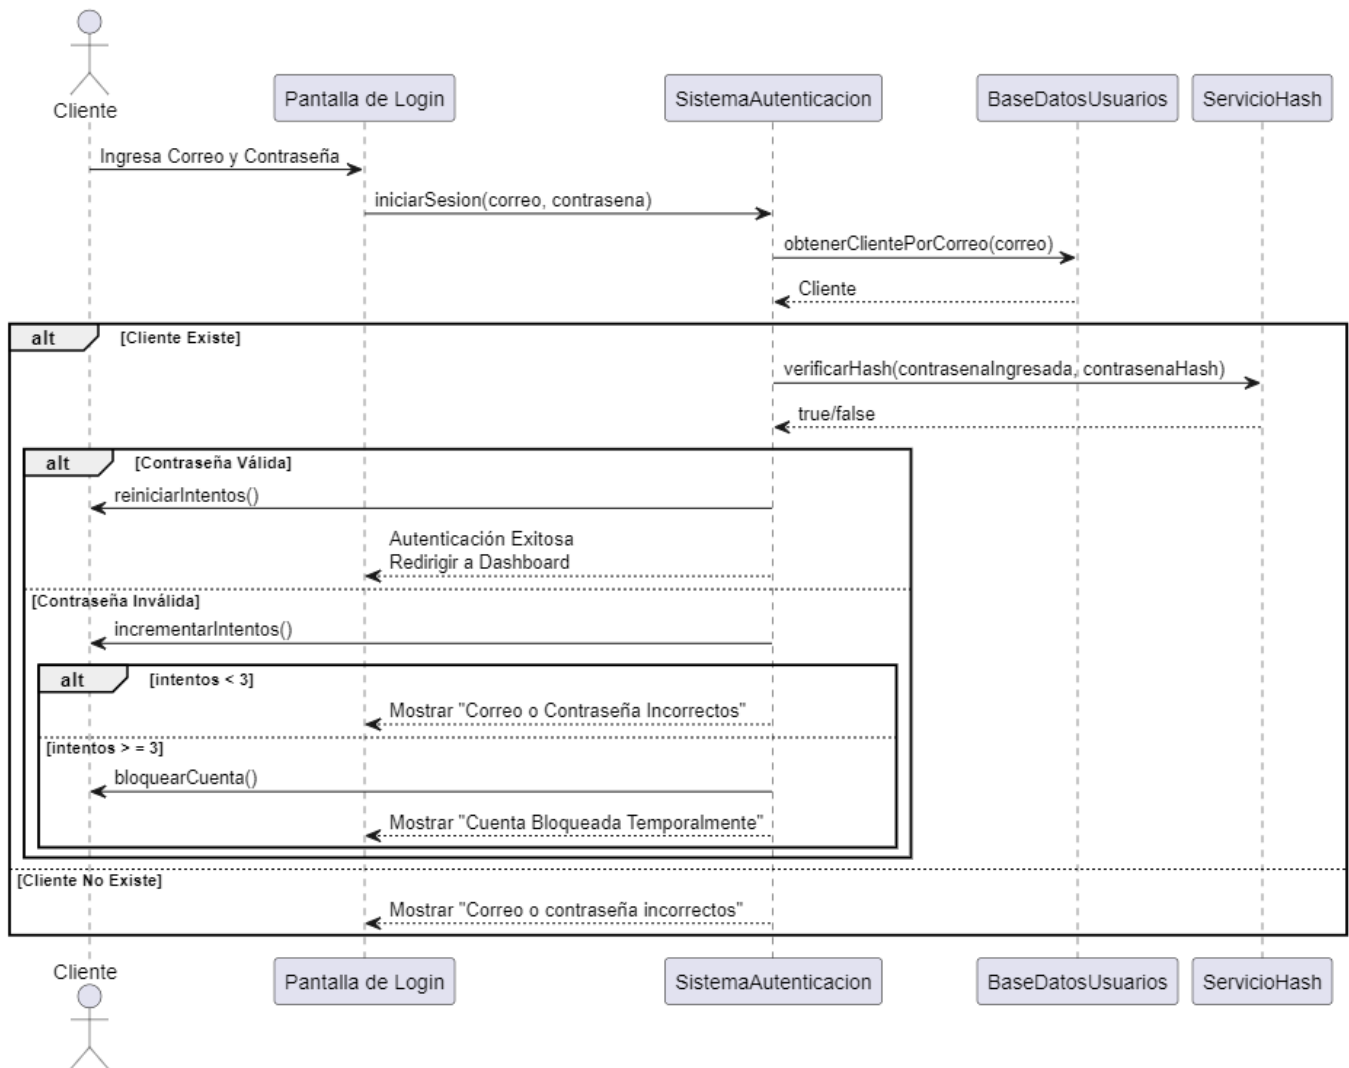 Cliente
Pantalla de Login
SistemaAutenticacion
BaseDatosUsuarios
ServicioHash
Ingresa Correo y Contraseña
iniciarSesion(correo, contrasena)
obtenerClientePorCorreo(correo)
Cliente
alt
[Cliente Existe]
verificarHash(contrasenaIngresada, contrasenaHash)
true/false
alt
[Contraseña Válida]
reiniciarIntentos()
Autenticación Exitosa
Redirigir a Dashboard
[Contraseña Inválida]
incrementarIntentos()
alt
[intentos < 3]
Mostrar "Correo o Contraseña Incorrectos"
[intentos > = 3]
bloquearCuenta()
Mostrar "Cuenta Bloqueada Temporalmente"
[Cliente No Existe]
Mostrar "Correo o contraseña incorrectos"
Cliente
Pantalla de Login
SistemaAutenticacion
BaseDatosUsuarios
ServicioHash